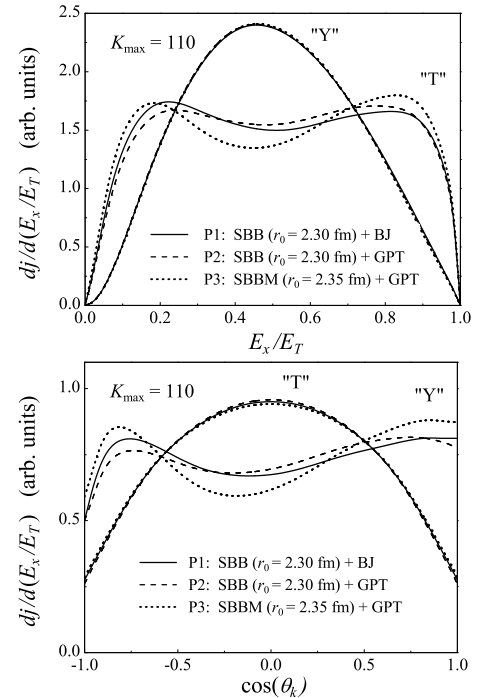 2.5
K_max = 110
"Y"
2.0
"T"
1.5
1.0
0.5
0.0
dj/d(E_x/E_T) (arb. units)
P1: SBB (r_0 = 2.30 fm) + BJ
P2: SBB (r_0 = 2.30 fm) + GPT
P3: SBBM (r_0 = 2.35 fm) + GPT
0.0 0.2 0.4 0.6 0.8 1.0
E_x/E_T
1.0
K_max = 110
"T"
"Y"
0.5
0.0
dj/d(E_x/E_T) (arb. units)
P1: SBB (r_0 = 2.30 fm) + BJ
P2: SBB (r_0 = 2.30 fm) + GPT
P3: SBBM (r_0 = 2.35 fm) + GPT
-1.0 -0.5 0.0 0.5 1.0
cos(θ_k)